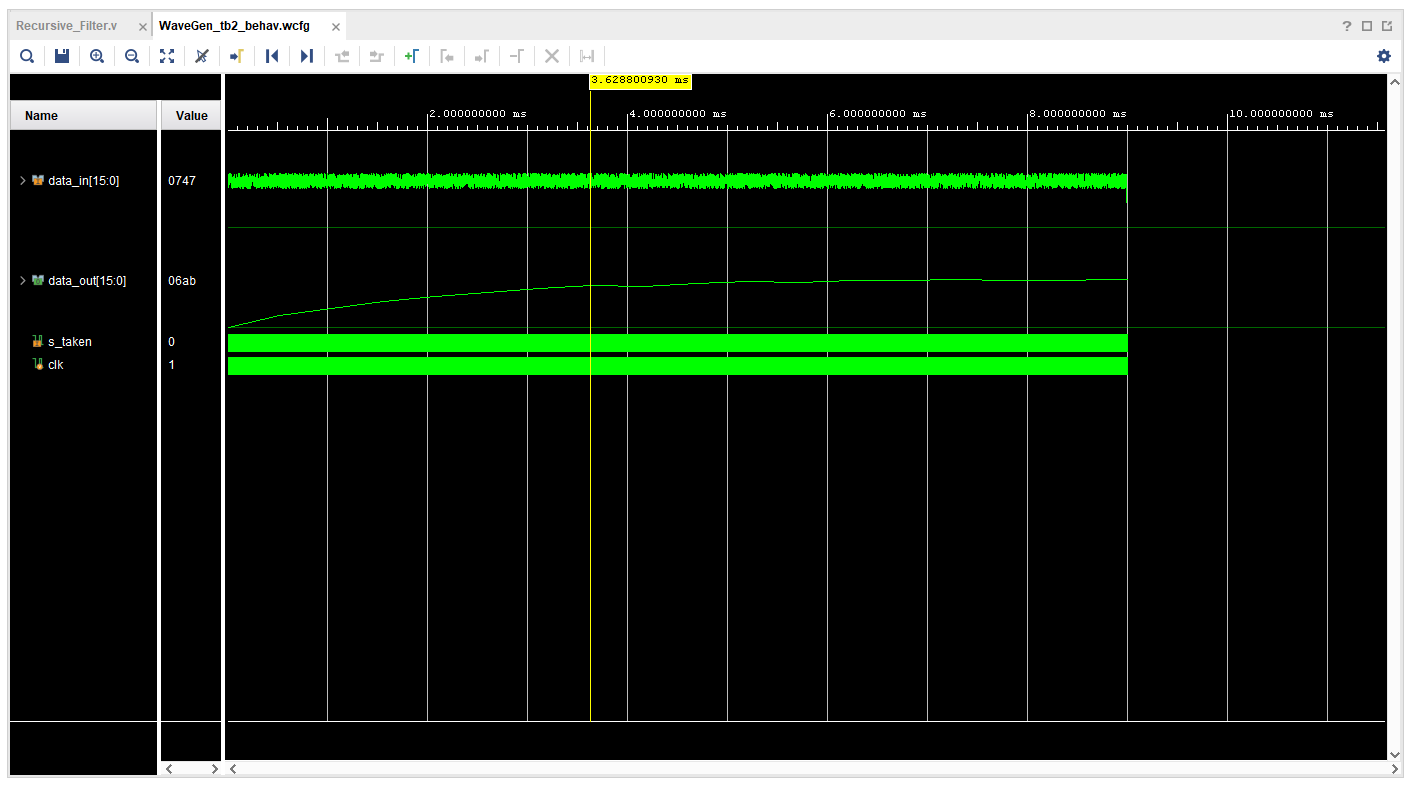 Recursive_Filter.v × WaveGen_tb2_behav.wcfg ×
?
3.628800930 ms
Name Value
2.000000000 ms 4.000000000 ms 6.000000000 ms 8.000000000 ms 10.000000000 ms
data_in[15:0] 0747
data_out[15:0] 06ab
s_taken 0
clk 1